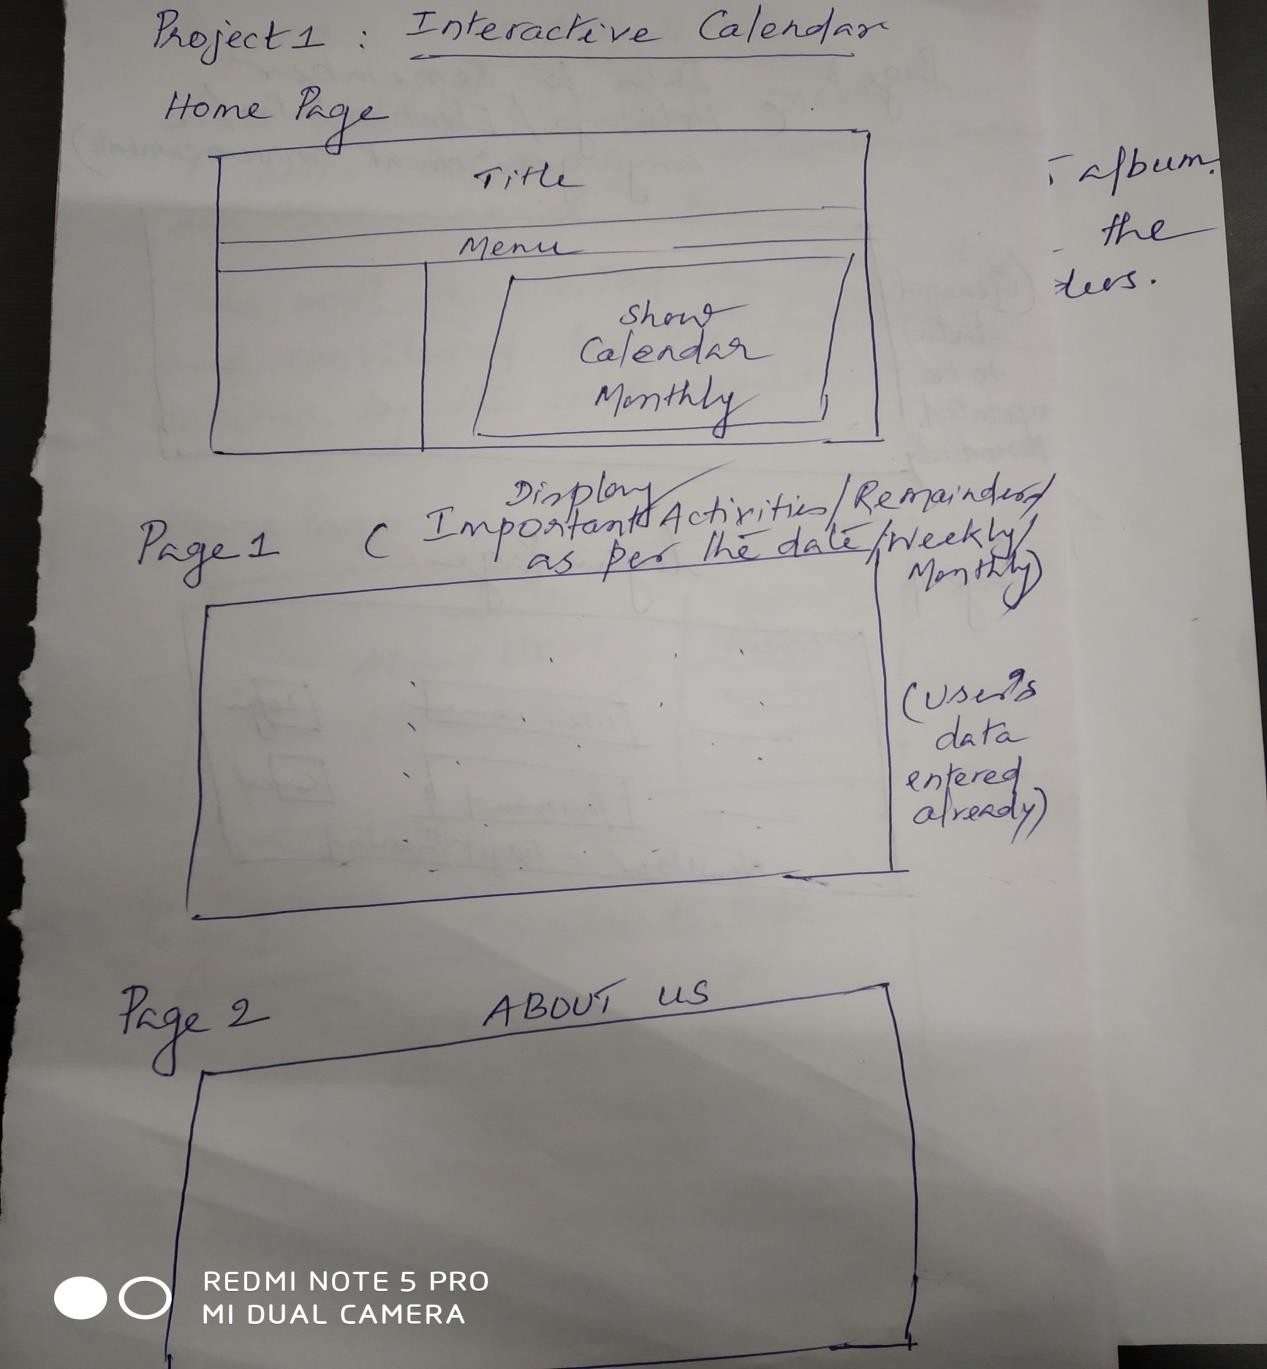 Project 1 : Interactive Calendar
Home Page
Title
Menu
Show
Calendar
Monthly
album.
the
Page 1 ( Display
Important Activities/Remainders/
as per the date/Weekly/
Monthly)
(User's
data
entered
already)
Page 2
ABOUT US
REDMI NOTE 5 PRO
MI DUAL CAMERA